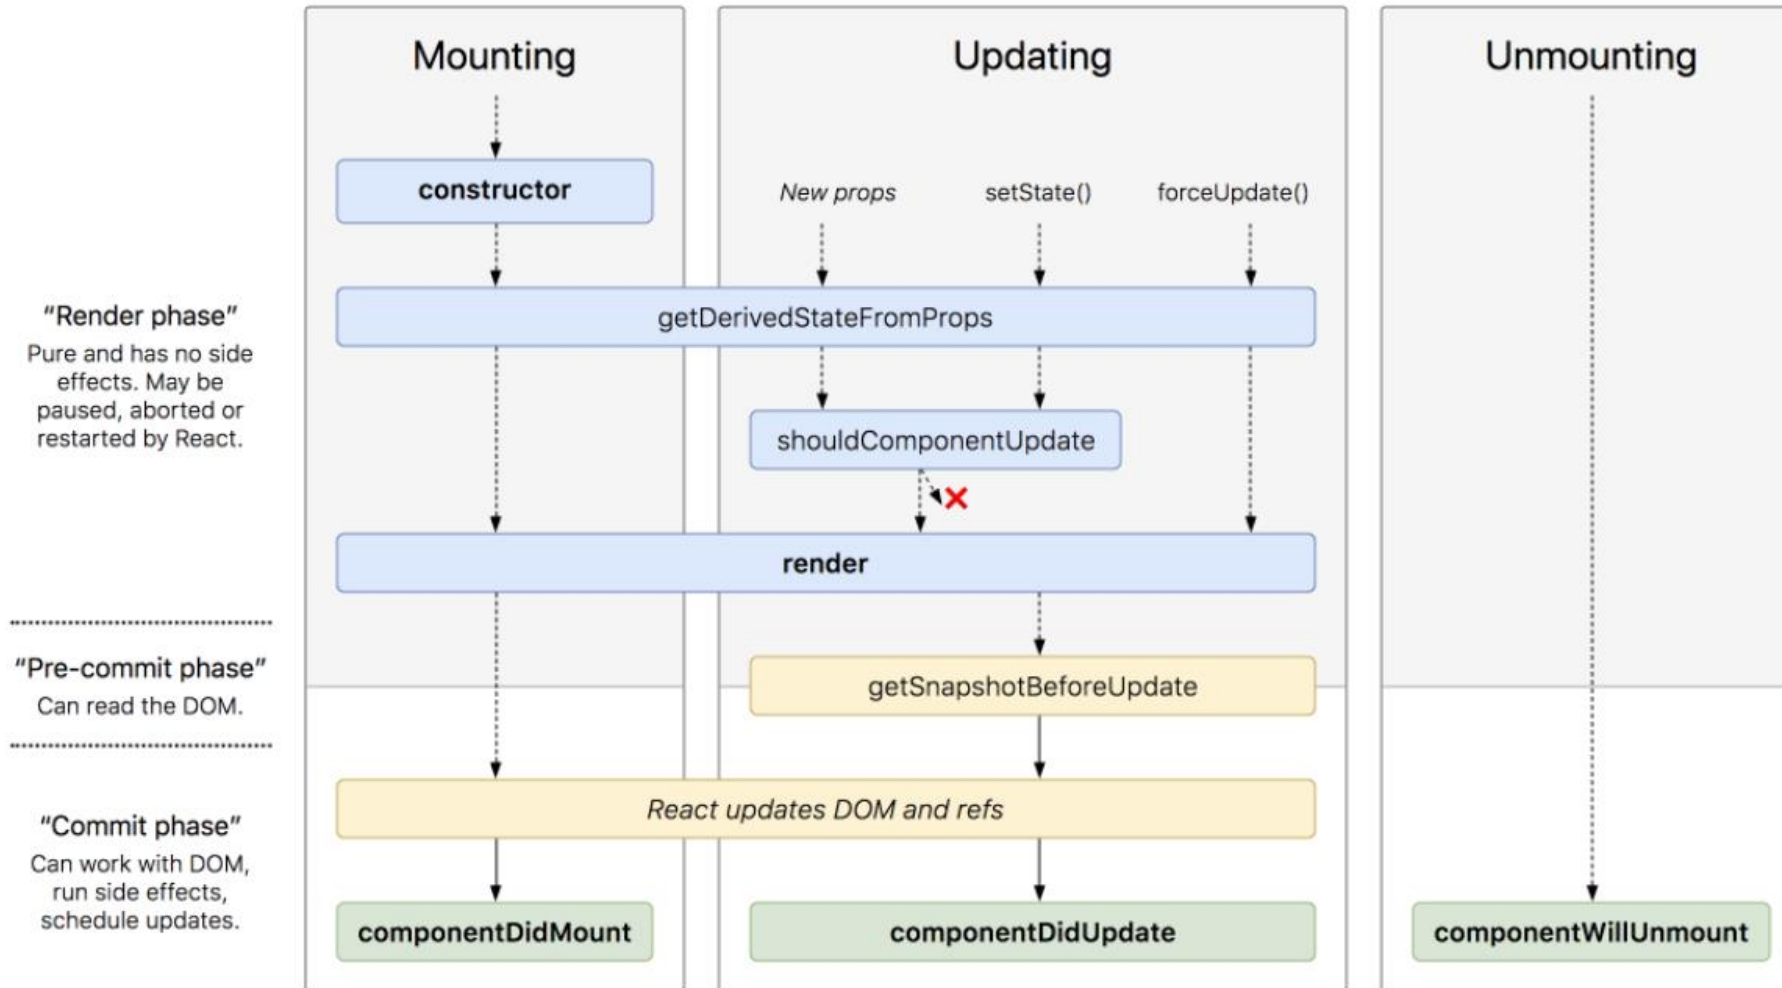 Mounting
Updating
Unmounting
constructor
New props
setState()
forceUpdate()
“Render phase”
Pure and has no side
effects. May be
paused, aborted or
restarted by React.
getDerivedStateFromProps
shouldComponentUpdate
render
“Pre-commit phase”
Can read the DOM.
getSnapshotBeforeUpdate
“Commit phase”
Can work with DOM,
run side effects,
schedule updates.
React updates DOM and refs
componentDidMount
componentDidUpdate
componentWillUnmount